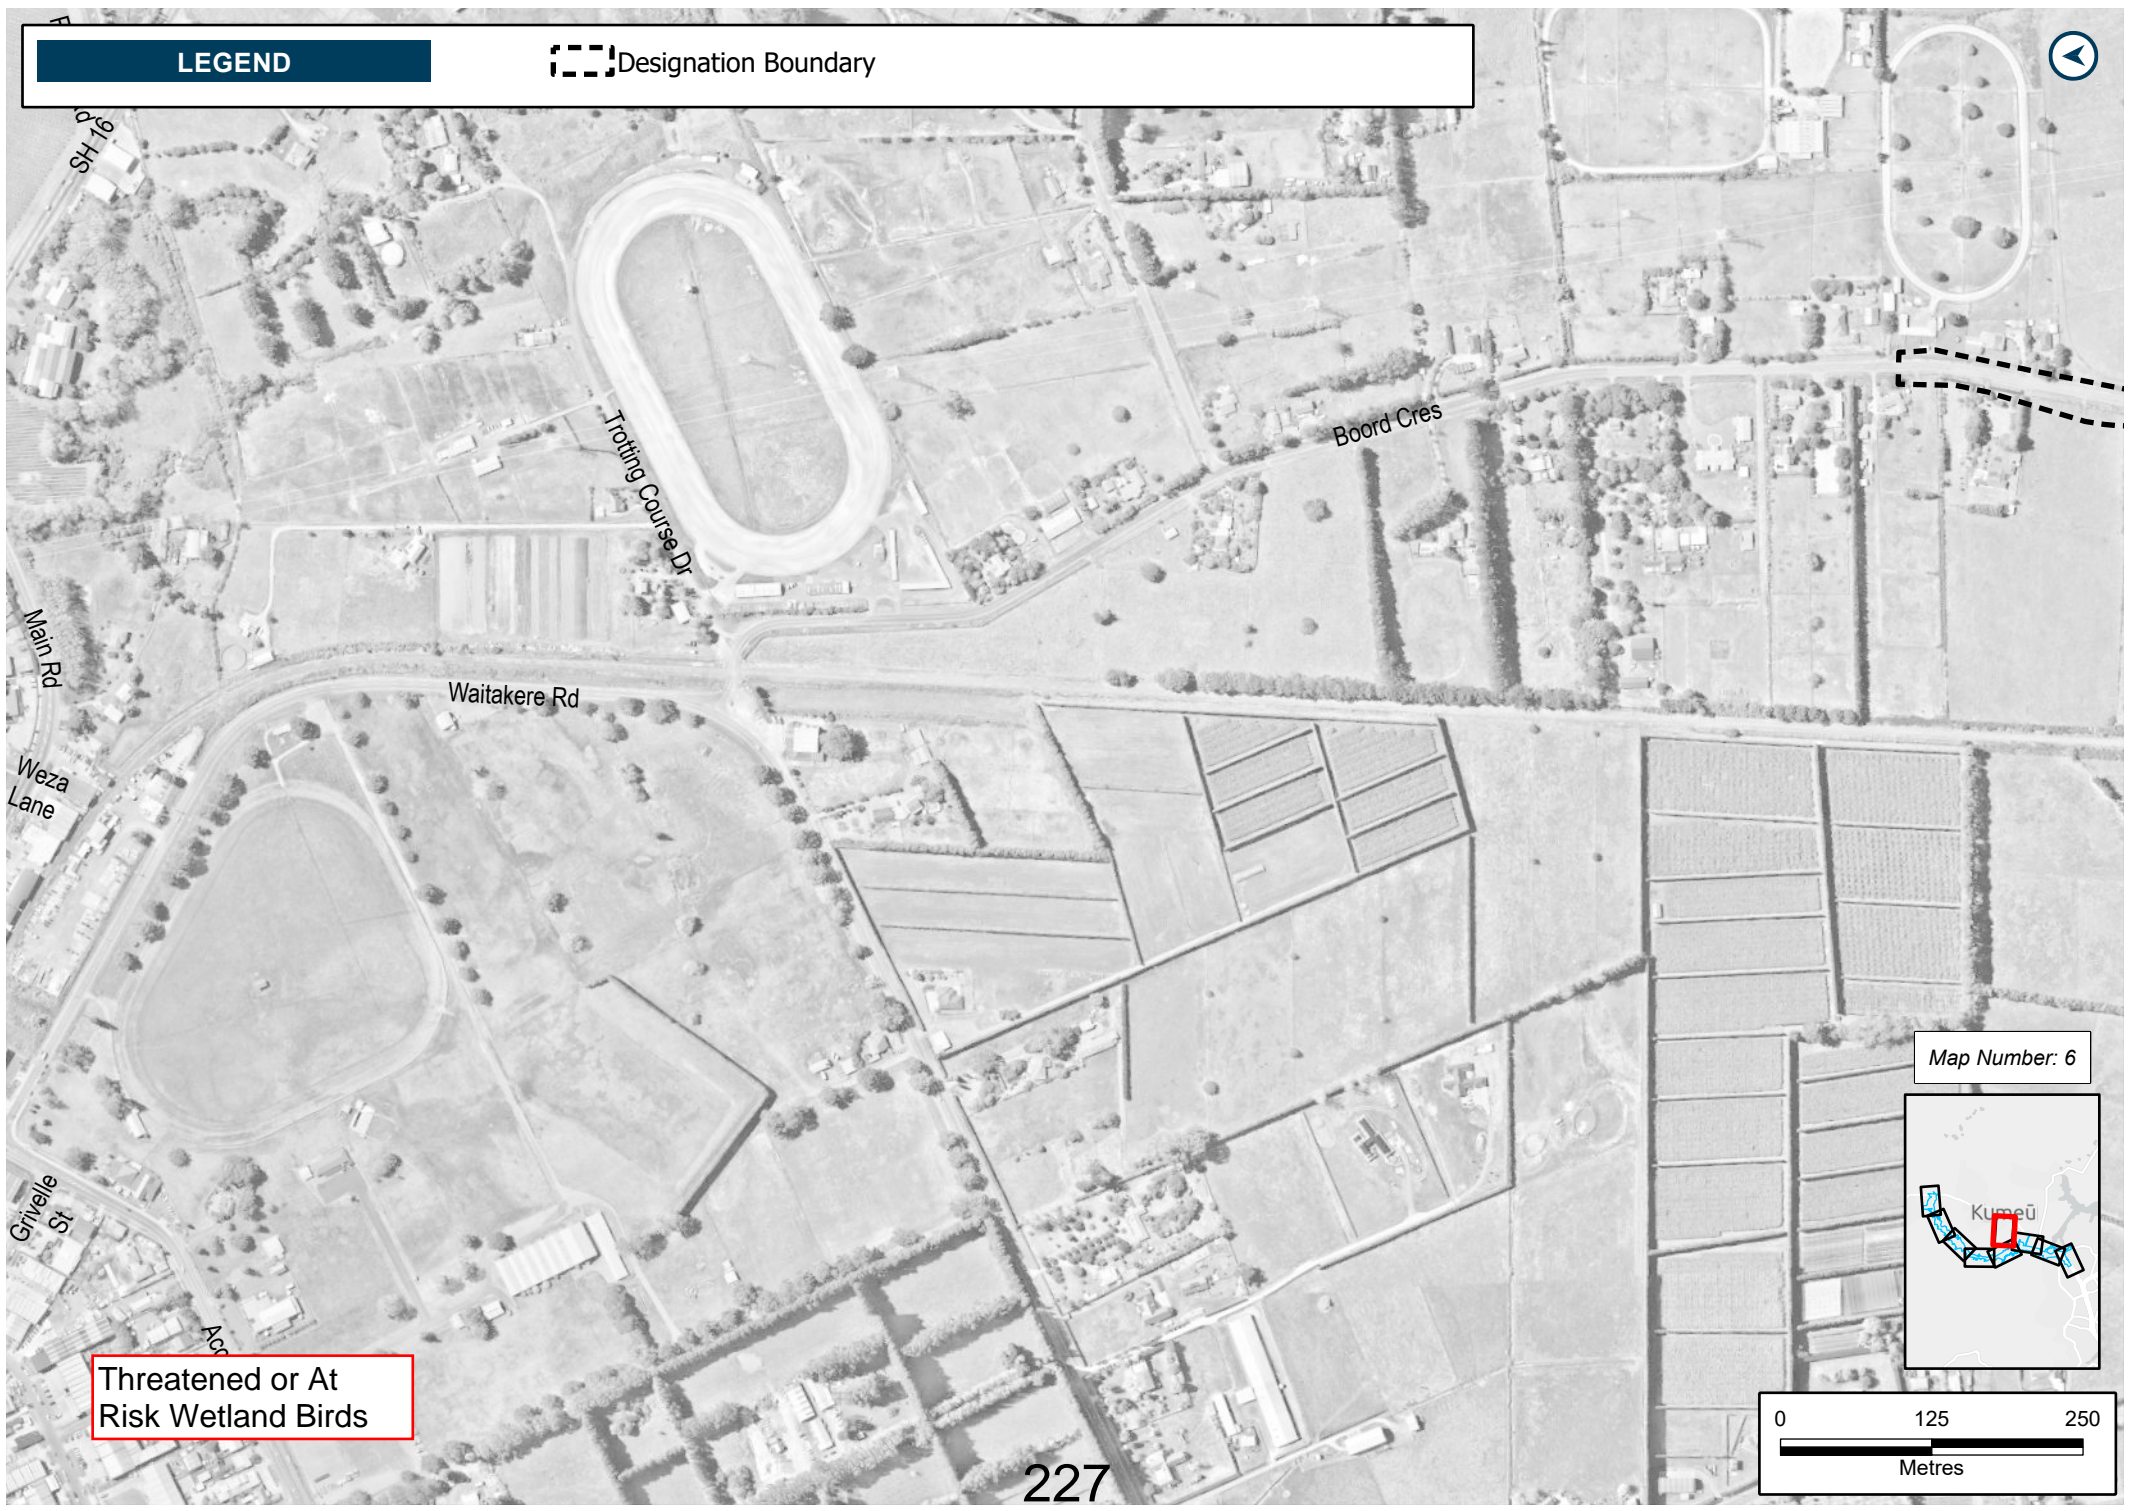 LEGEND
Designation Boundary
SH 16
Trotting Course Dr
Boord Cres
Main Rd
Waitakere Rd
Weza
Lane
Grivelle
St
Map Number: 6
Kumeū
Threatened or At
Risk Wetland Birds
0 125 250
Metres
227